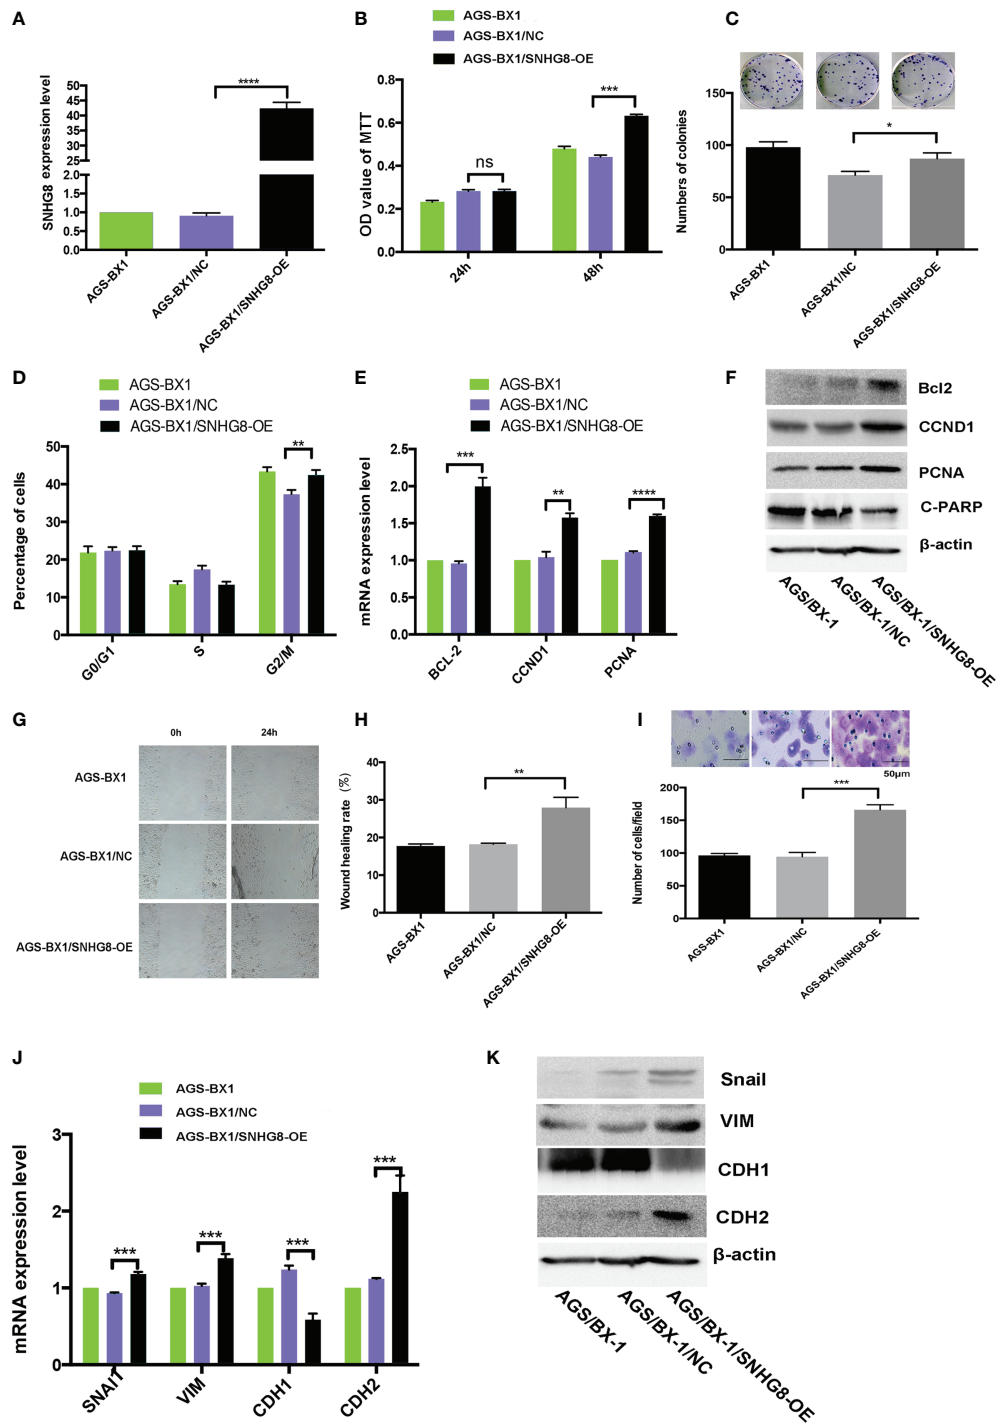 A
SNHG8 expression level
50
45
40
35
30
25
2.0
1.5
1.0
0.5
0.0
****
AGS-BX1
AGS-BX1/NC
AGS-BX1/SNHG8-OE
B
AGS-BX1
AGS-BX1/NC
AGS-BX1/SNHG8-OE
OD value of MTT
0.8
0.6
0.4
0.2
0.0
ns
***
24h
48h
C
Numbers of colonies
150
100
50
0
*
AGS-BX1
AGS-BX1/NC
AGS-BX1/SNHG8-OE
D
AGS-BX1
AGS-BX1/NC
AGS-BX1/SNHG8-OE
Percentage of cells
50
40
30
20
10
0
**
G0/G1
S
G2/M
E
AGS-BX1
AGS-BX1/NC
AGS-BX1/SNHG8-OE
mRNA expression level
2.5
2.0
1.5
1.0
0.5
0.0
***
**
****
BCL-2
CCND1
PCNA
F
Bcl2
CCND1
PCNA
C-PARP
β-actin
AGS/BX-1
AGS/BX-1/NC
AGS/BX-1/SNHG8-OE
G
0h
24h
AGS-BX1
AGS-BX1/NC
AGS-BX1/SNHG8-OE
H
Wound healing rate (%)
40
30
20
10
0
**
AGS-BX1
AGS-BX1/NC
AGS-BX1/SNHG8-OE
I
50μm
Number of cells/field
200
150
100
50
0
***
AGS-BX1
AGS-BX1/NC
AGS-BX1/SNHG8-OE
J
AGS-BX1
AGS-BX1/NC
AGS-BX1/SNHG8-OE
mRNA expression level
3
2
1
0
***
***
***
***
SNAI1
VIM
CDH1
CDH2
K
Snail
VIM
CDH1
CDH2
β-actin
AGS/BX-1
AGS/BX-1/NC
AGS/BX-1/SNHG8-OE